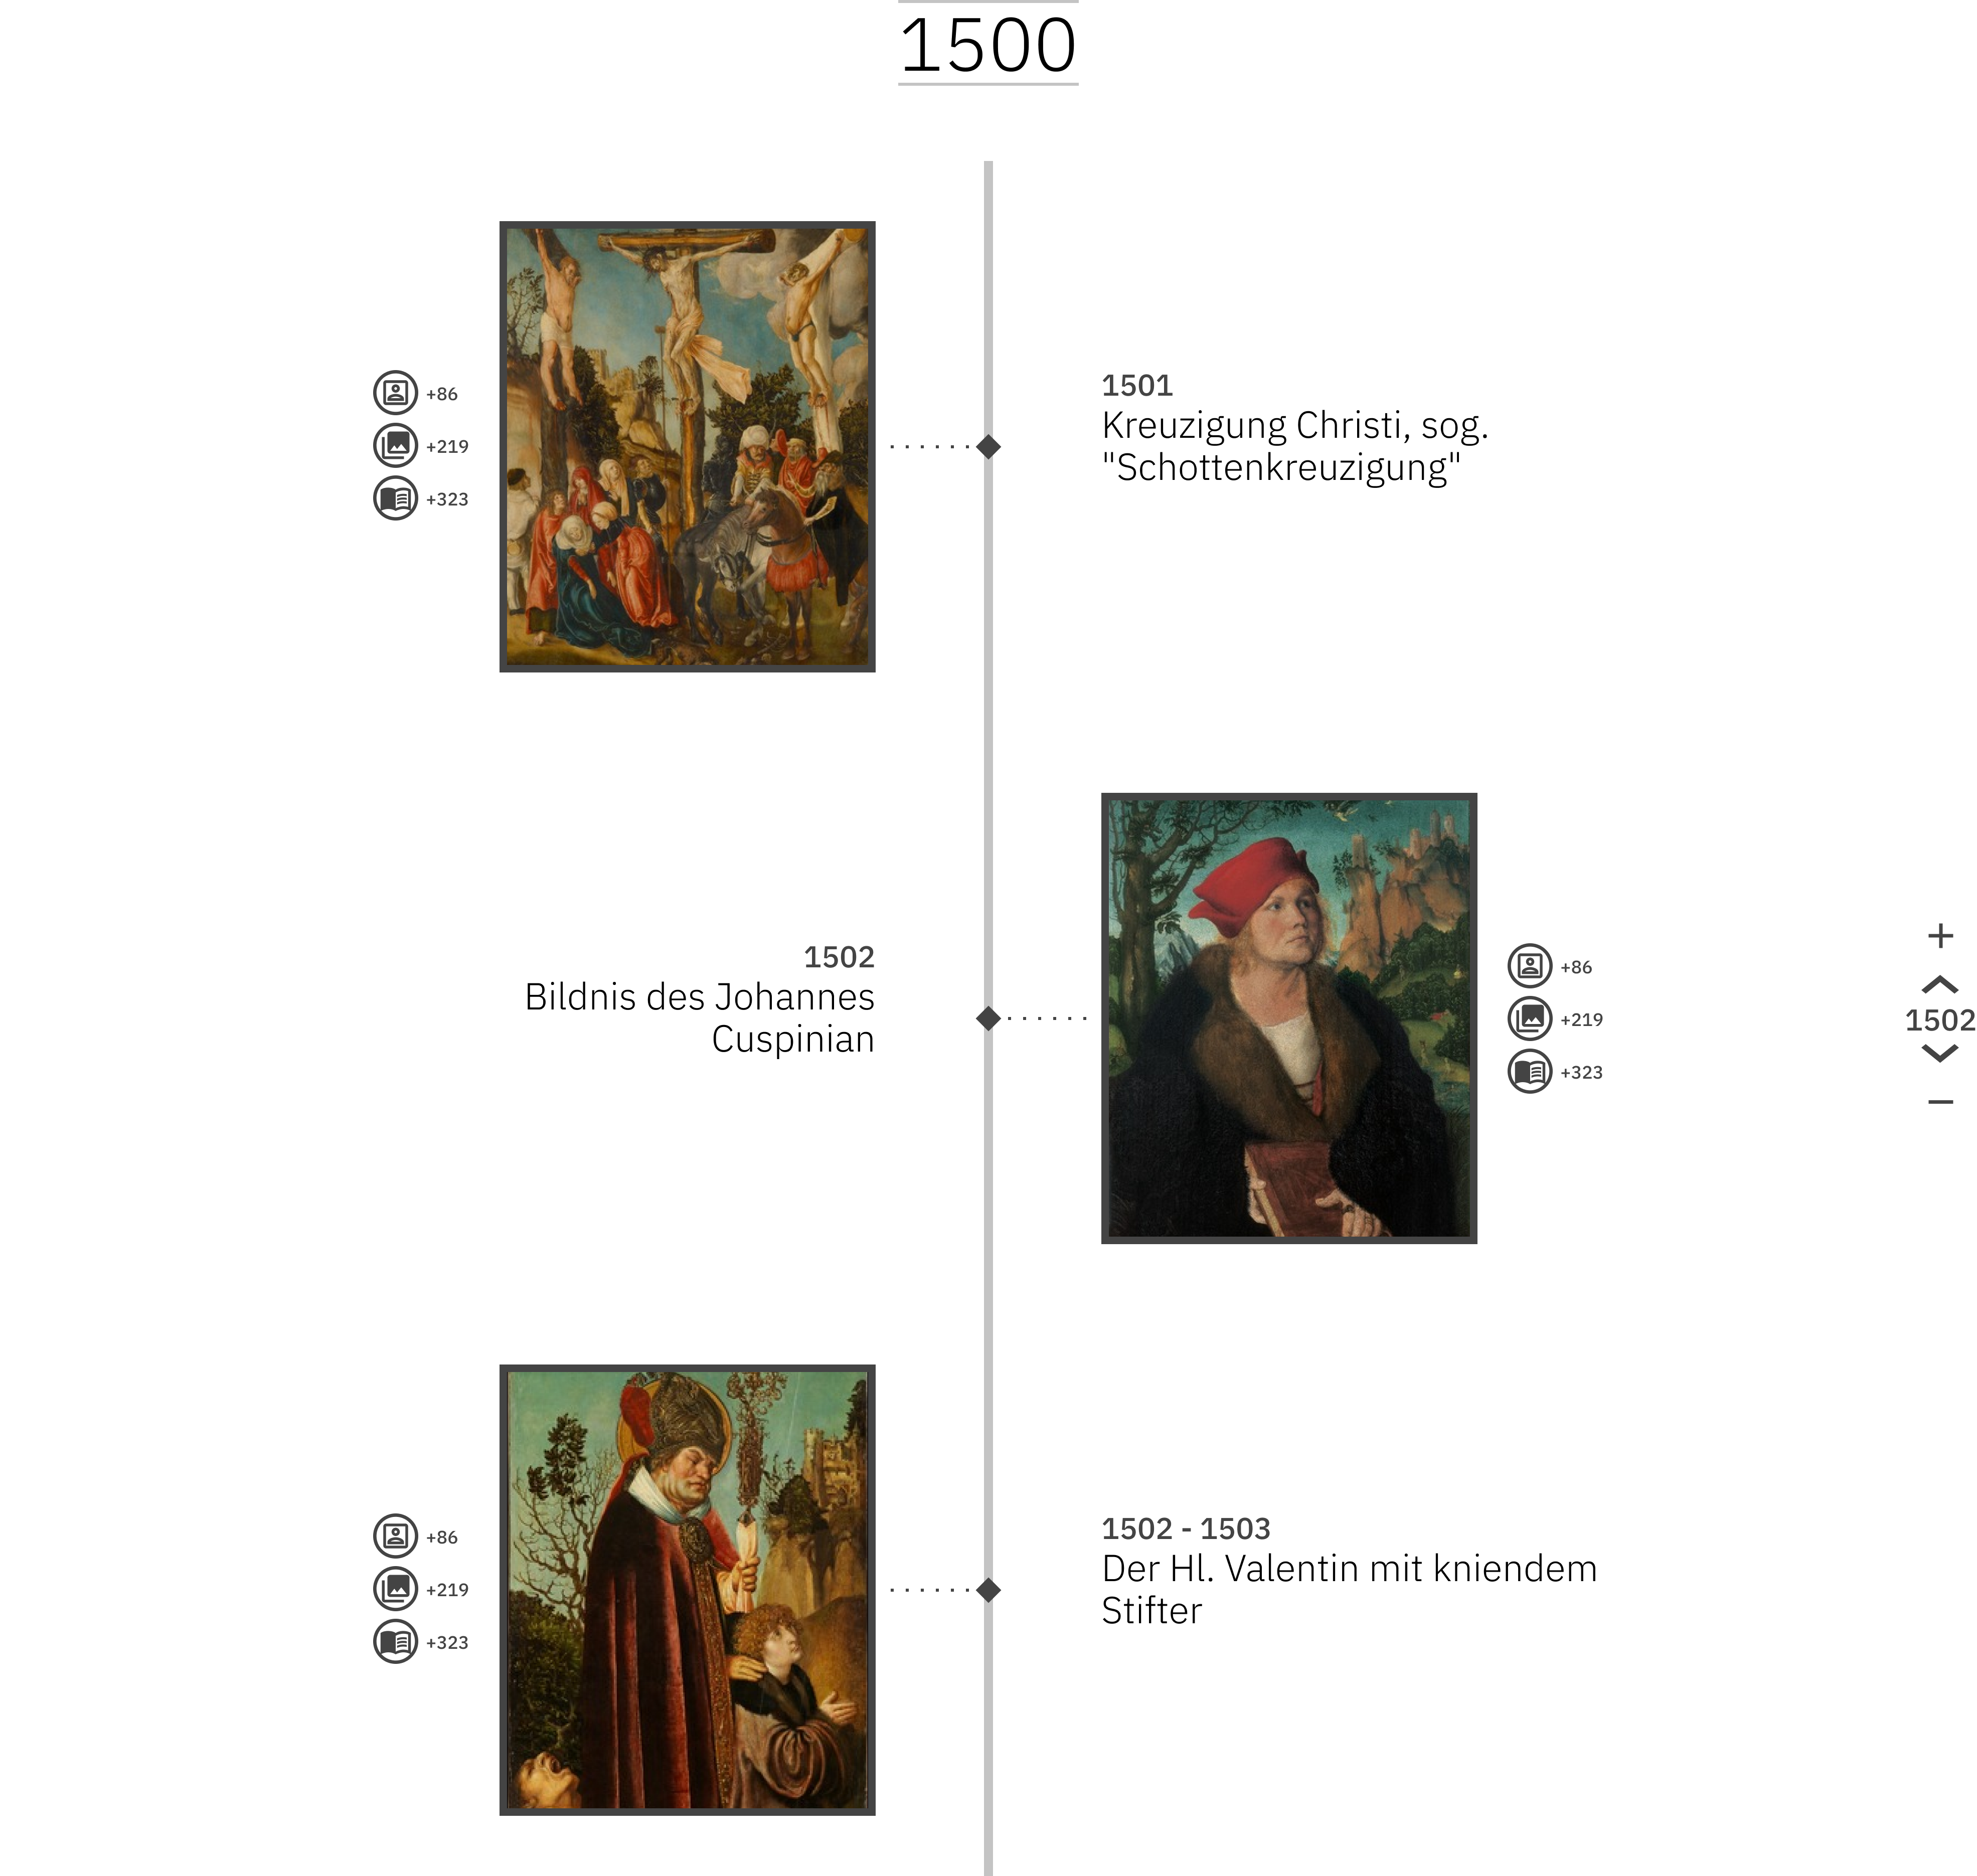 1500
+86
+219
+323
1501
Kreuzigung Christi, sog.
"Schottenkreuzigung"
1502
Bildnis des Johannes
Cuspinian
+86
+219
+323
+
1502
–
+86
+219
+323
1502 - 1503
Der Hl. Valentin mit kniendem
Stifter